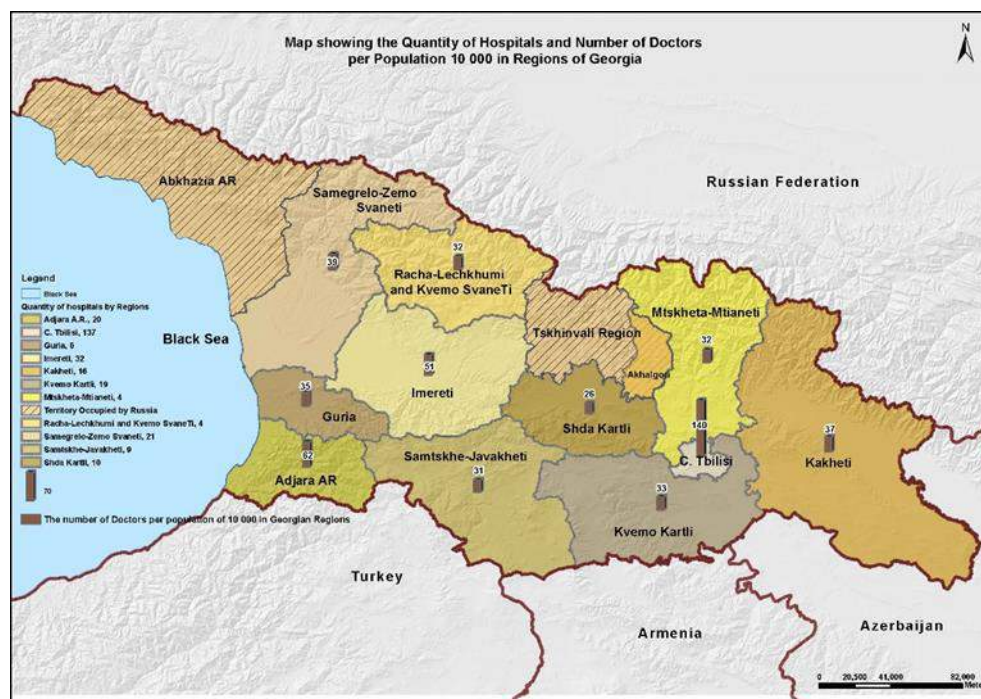 Map showing the Quantity of Hospitals and Number of Doctors
per Population 10 000 in Regions of Georgia
N
Abkhazia AR
Samegrelo-Zemo
Svaneti
Russian Federation
39
32
Racha-Lechkhumi
and Kvemo SvaneTi
Mtskheta-Mtianeti
Tskhinvali Region
32
Akhalgori
Black Sea
51
Imereti
35
Guria
26
Shda Kartli
140
C. Tbilisi
37
Kakheti
62
Adjara AR
Samtskhe-Javakheti
31
33
Kvemo Kartli
Turkey
Armenia
Azerbaijan
Legend
Black Sea
Quantity of hospitals by Regions
Adjara A.R., 20
C. Tbilisi, 137
Guria, 6
Imereti, 32
Kakheti, 16
Kvemo Kartli, 19
Mtskheta-Mtianeti, 4
Territory Occupied by Russia
Racha-Lechkhumi and Kvemo SvaneTi, 4
Samegrelo-Zemo Svaneti, 21
Samtskhe-Javakheti, 9
Shda Kartli, 10
70
The number of Doctors per population of 10 000 in Georgian Regions
0 20,500 41,000 82,000